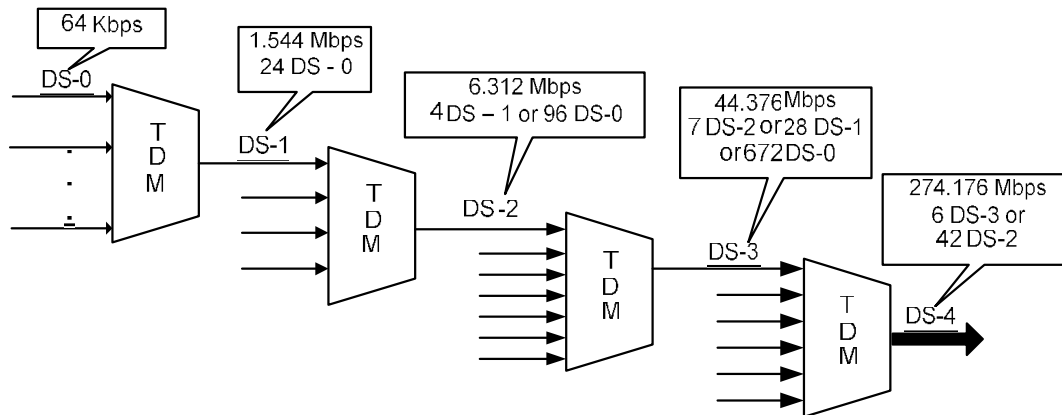 64 Kbps
DS-0
T
D
M
1.544 Mbps
24 DS - 0
DS-1
T
D
M
6.312 Mbps
4 DS – 1 or 96 DS-0
DS-2
T
D
M
44.376 Mbps
7 DS-2 or 28 DS-1
or 672 DS-0
DS-3
T
D
M
274.176 Mbps
6 DS-3 or
42 DS-2
DS-4